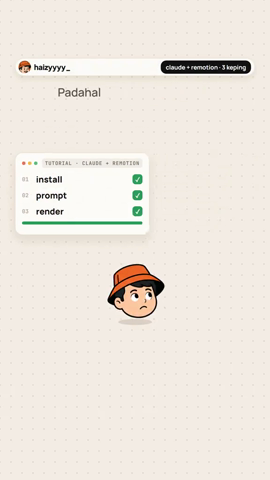 haizyyyy_
claude + remotion · 3 keping
Padahal
TUTORIAL · CLAUDE + REMOTION
01 install
02 prompt
03 render